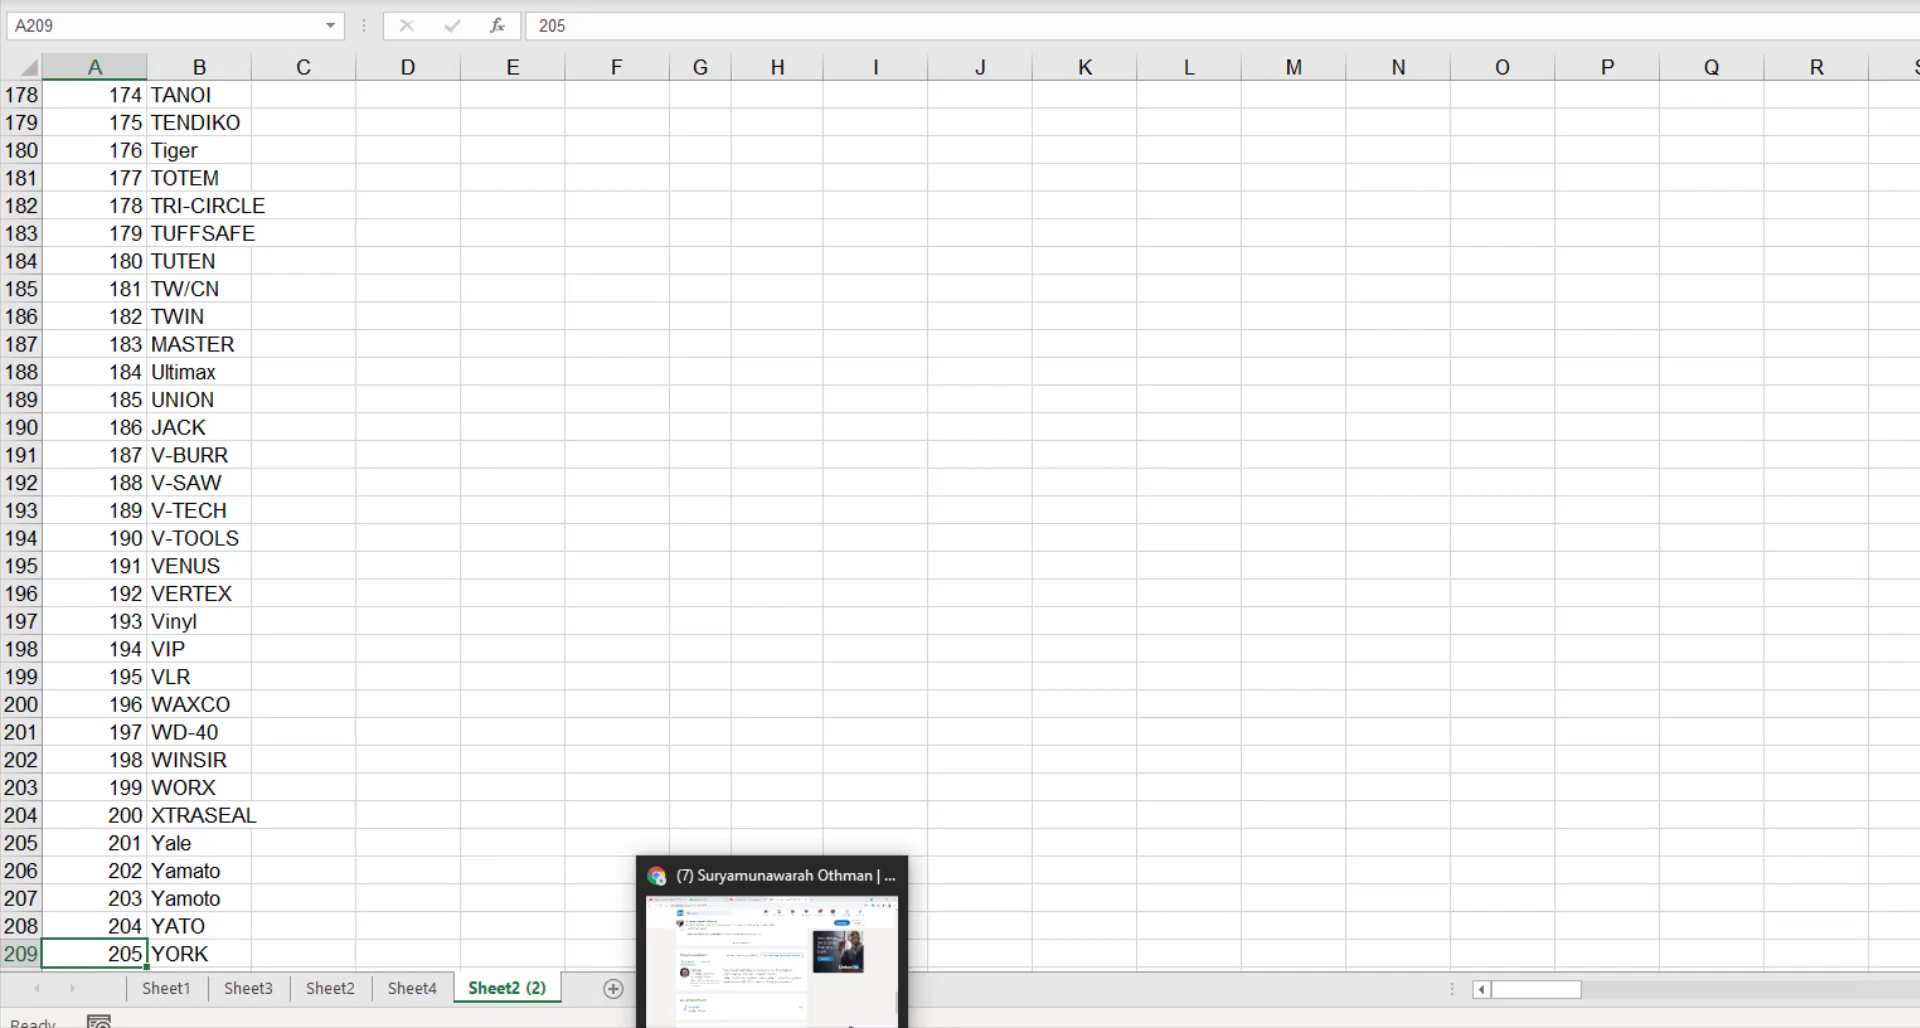 A209
fx
205
A B C D E F G H I J K L M N O P Q R
178 174 TANOI
179 175 TENDIKO
180 176 Tiger
181 177 TOTEM
182 178 TRI-CIRCLE
183 179 TUFFSAFE
184 180 TUTEN
185 181 TW/CN
186 182 TWIN
187 183 MASTER
188 184 Ultimax
189 185 UNION
190 186 JACK
191 187 V-BURR
192 188 V-SAW
193 189 V-TECH
194 190 V-TOOLS
195 191 VENUS
196 192 VERTEX
197 193 Vinyl
198 194 VIP
199 195 VLR
200 196 WAXCO
201 197 WD-40
202 198 WINSIR
203 199 WORX
204 200 XTRASEAL
205 201 Yale
206 202 Yamato
207 203 Yamoto
208 204 YATO
209 205 YORK
(7) Suryamunawarah Othman | ...
Sheet1 Sheet3 Sheet2 Sheet4 Sheet2 (2)
Ready